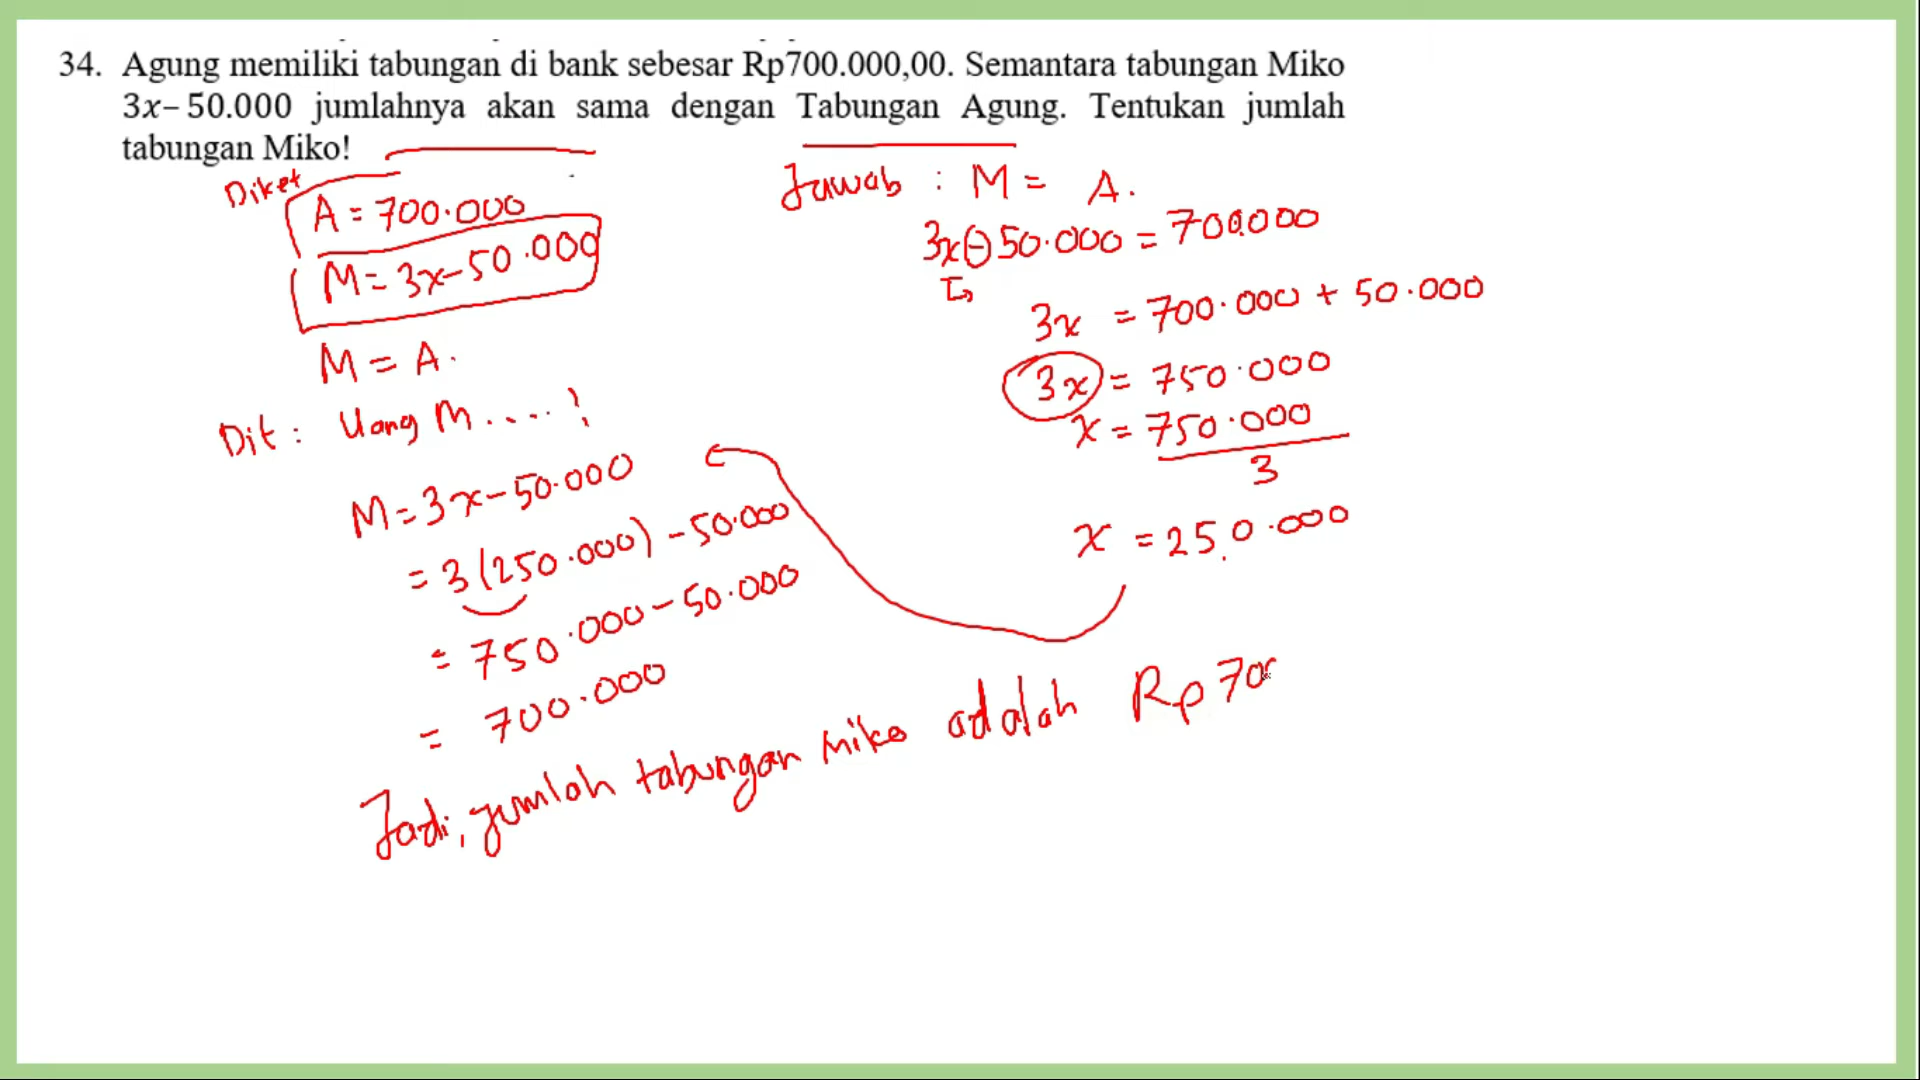 34. Agung memiliki tabungan di bank sebesar Rp700.000,00. Semantara tabungan Miko
3x– 50.000 jumlahnya akan sama dengan Tabungan Agung. Tentukan jumlah
tabungan Miko!
Diket
A = 700.000
M = 3x – 50.000
M = A.
Dit : Uang M ....?
M = 3x – 50.000
= 3(250.000) – 50.000
= 750.000 – 50.000
= 700.000
Jawab : M = A.
3x – 50.000 = 700.000
3x = 700.000 + 50.000
3x = 750.000
x = 750.000
3
x = 250.000
Jadi, jumlah tabungan Miko adalah Rp 700